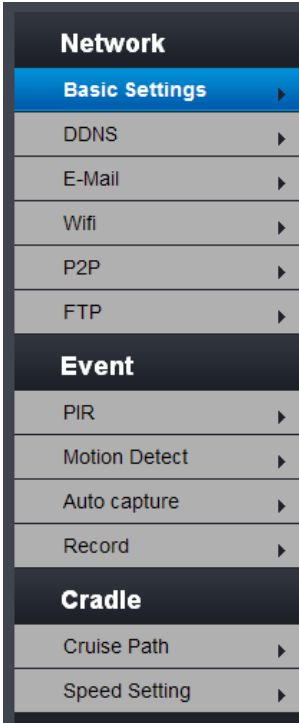 Network
Basic Settings
DDNS
E-Mail
Wifi
P2P
FTP
Event
PIR
Motion Detect
Auto capture
Record
Cradle
Cruise Path
Speed Setting